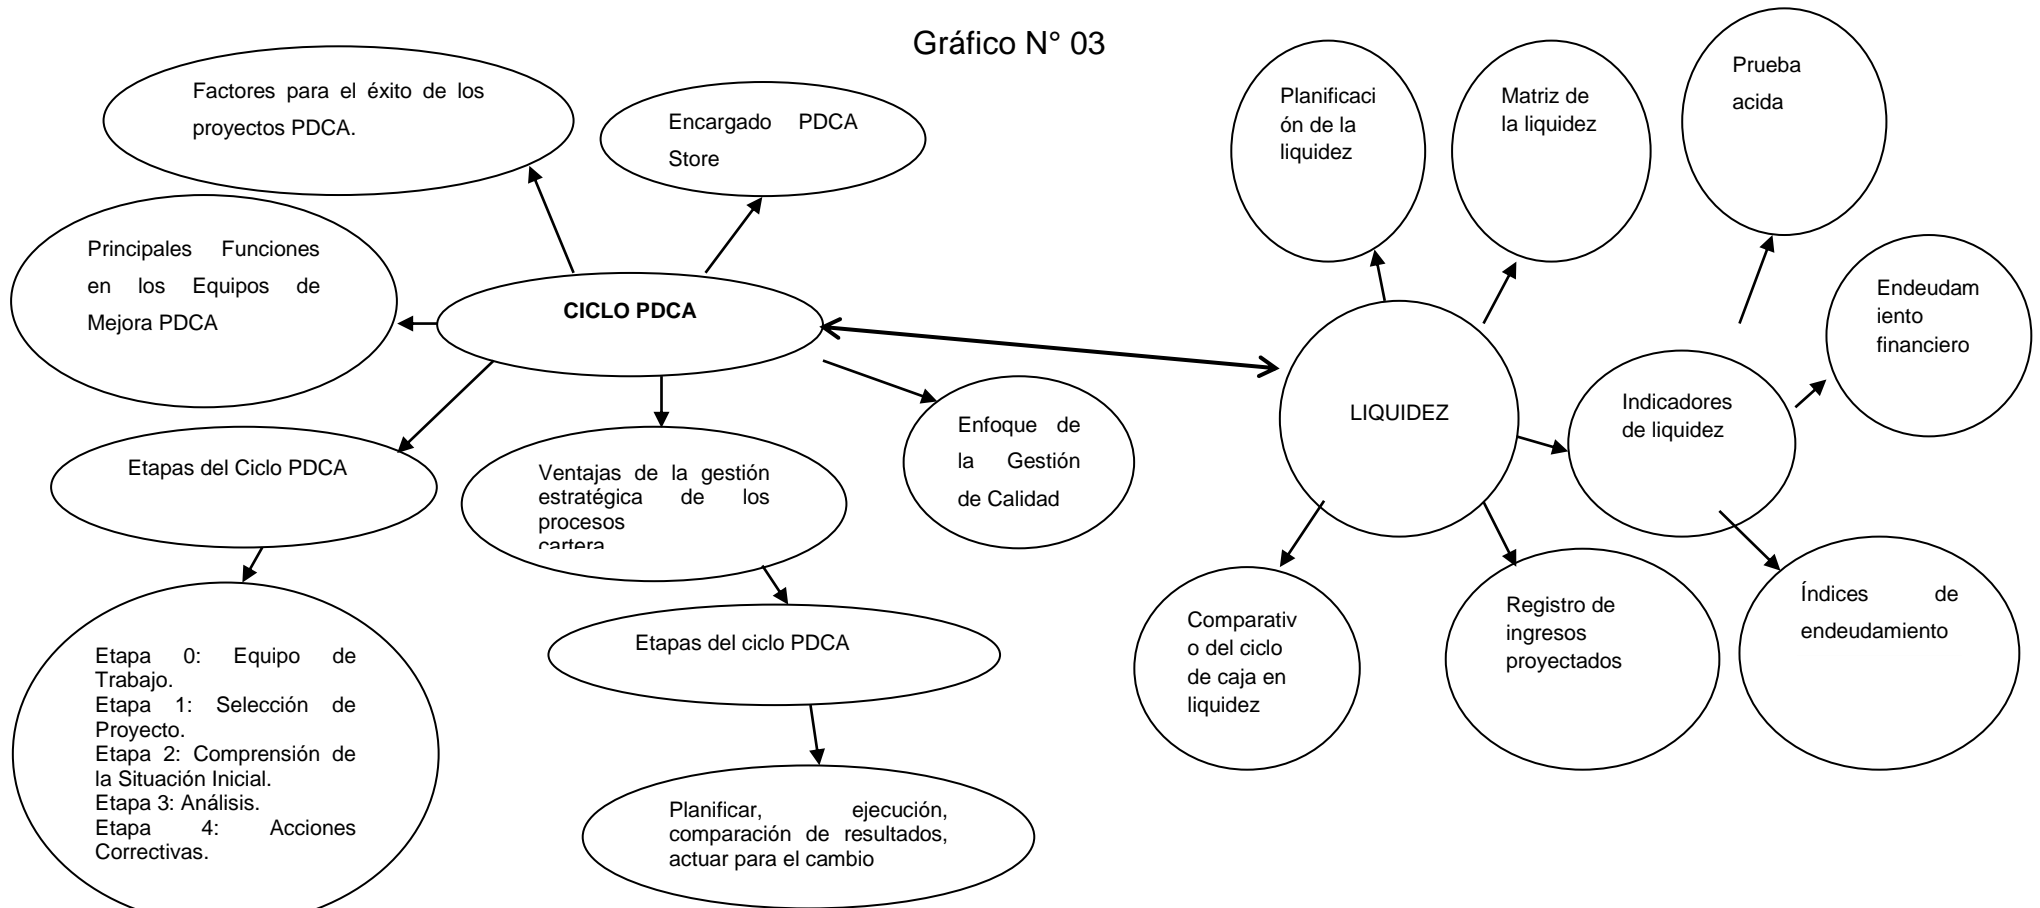 Gráfico N° 03
Factores para el éxito de los
proyectos PDCA.
Encargado PDCA
Store
Planificaci
ón de la
liquidez
Matriz de
la liquidez
Prueba
acida
Principales Funciones
en los Equipos de
Mejora PDCA
CICLO PDCA
Endeudam
iento
financiero
LIQUIDEZ
Indicadores
de liquidez
Etapas del Ciclo PDCA
Ventajas de la gestión
estratégica de los
procesos
cartera
Enfoque de
la Gestión
de Calidad
Etapa 0: Equipo de
Trabajo.
Etapa 1: Selección de
Proyecto.
Etapa 2: Comprensión de
la Situación Inicial.
Etapa 3: Análisis.
Etapa 4: Acciones
Correctivas.
Etapas del ciclo PDCA
Planificar, ejecución,
comparación de resultados,
actuar para el cambio
Comparativ
o del ciclo
de caja en
liquidez
Registro de
ingresos
proyectados
Índices de
endeudamiento